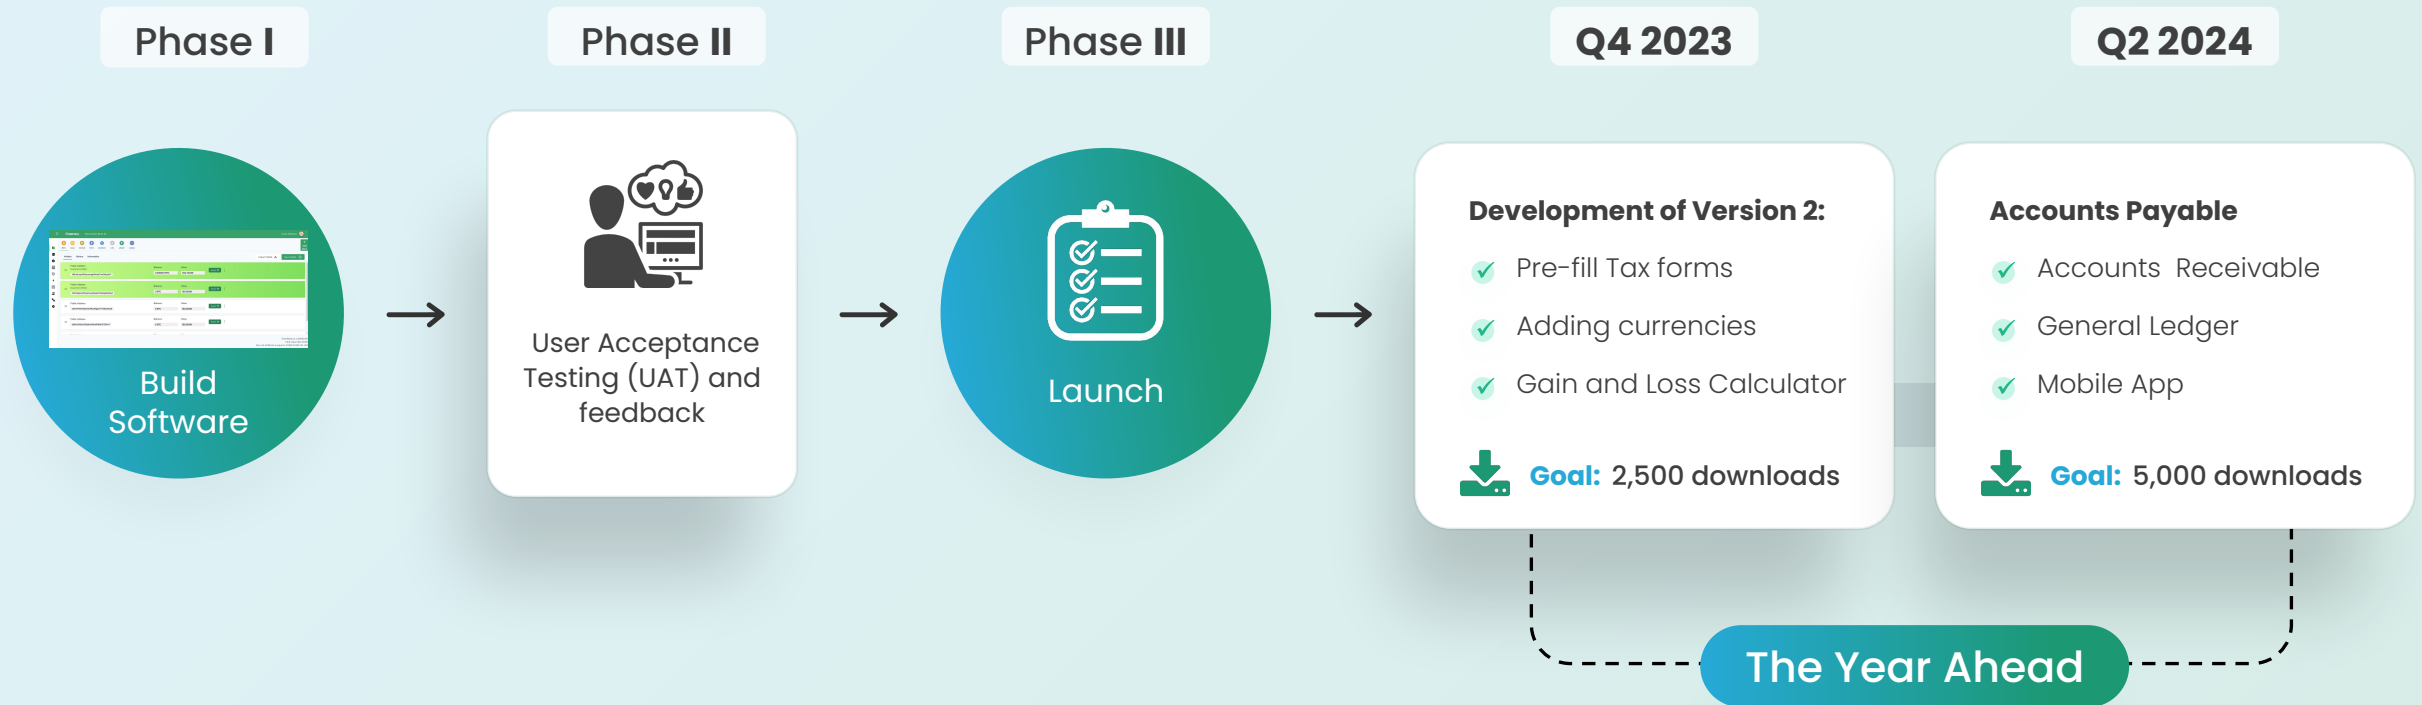 Phase I
Phase II
Phase III
Q4 2023
Q2 2024
Build
Software
User Acceptance
Testing (UAT) and
feedback
Launch
Development of Version 2:
Pre-fill Tax forms
Adding currencies
Gain and Loss Calculator
Goal: 2,500 downloads
Accounts Payable
Accounts Receivable
General Ledger
Mobile App
Goal: 5,000 downloads
The Year Ahead